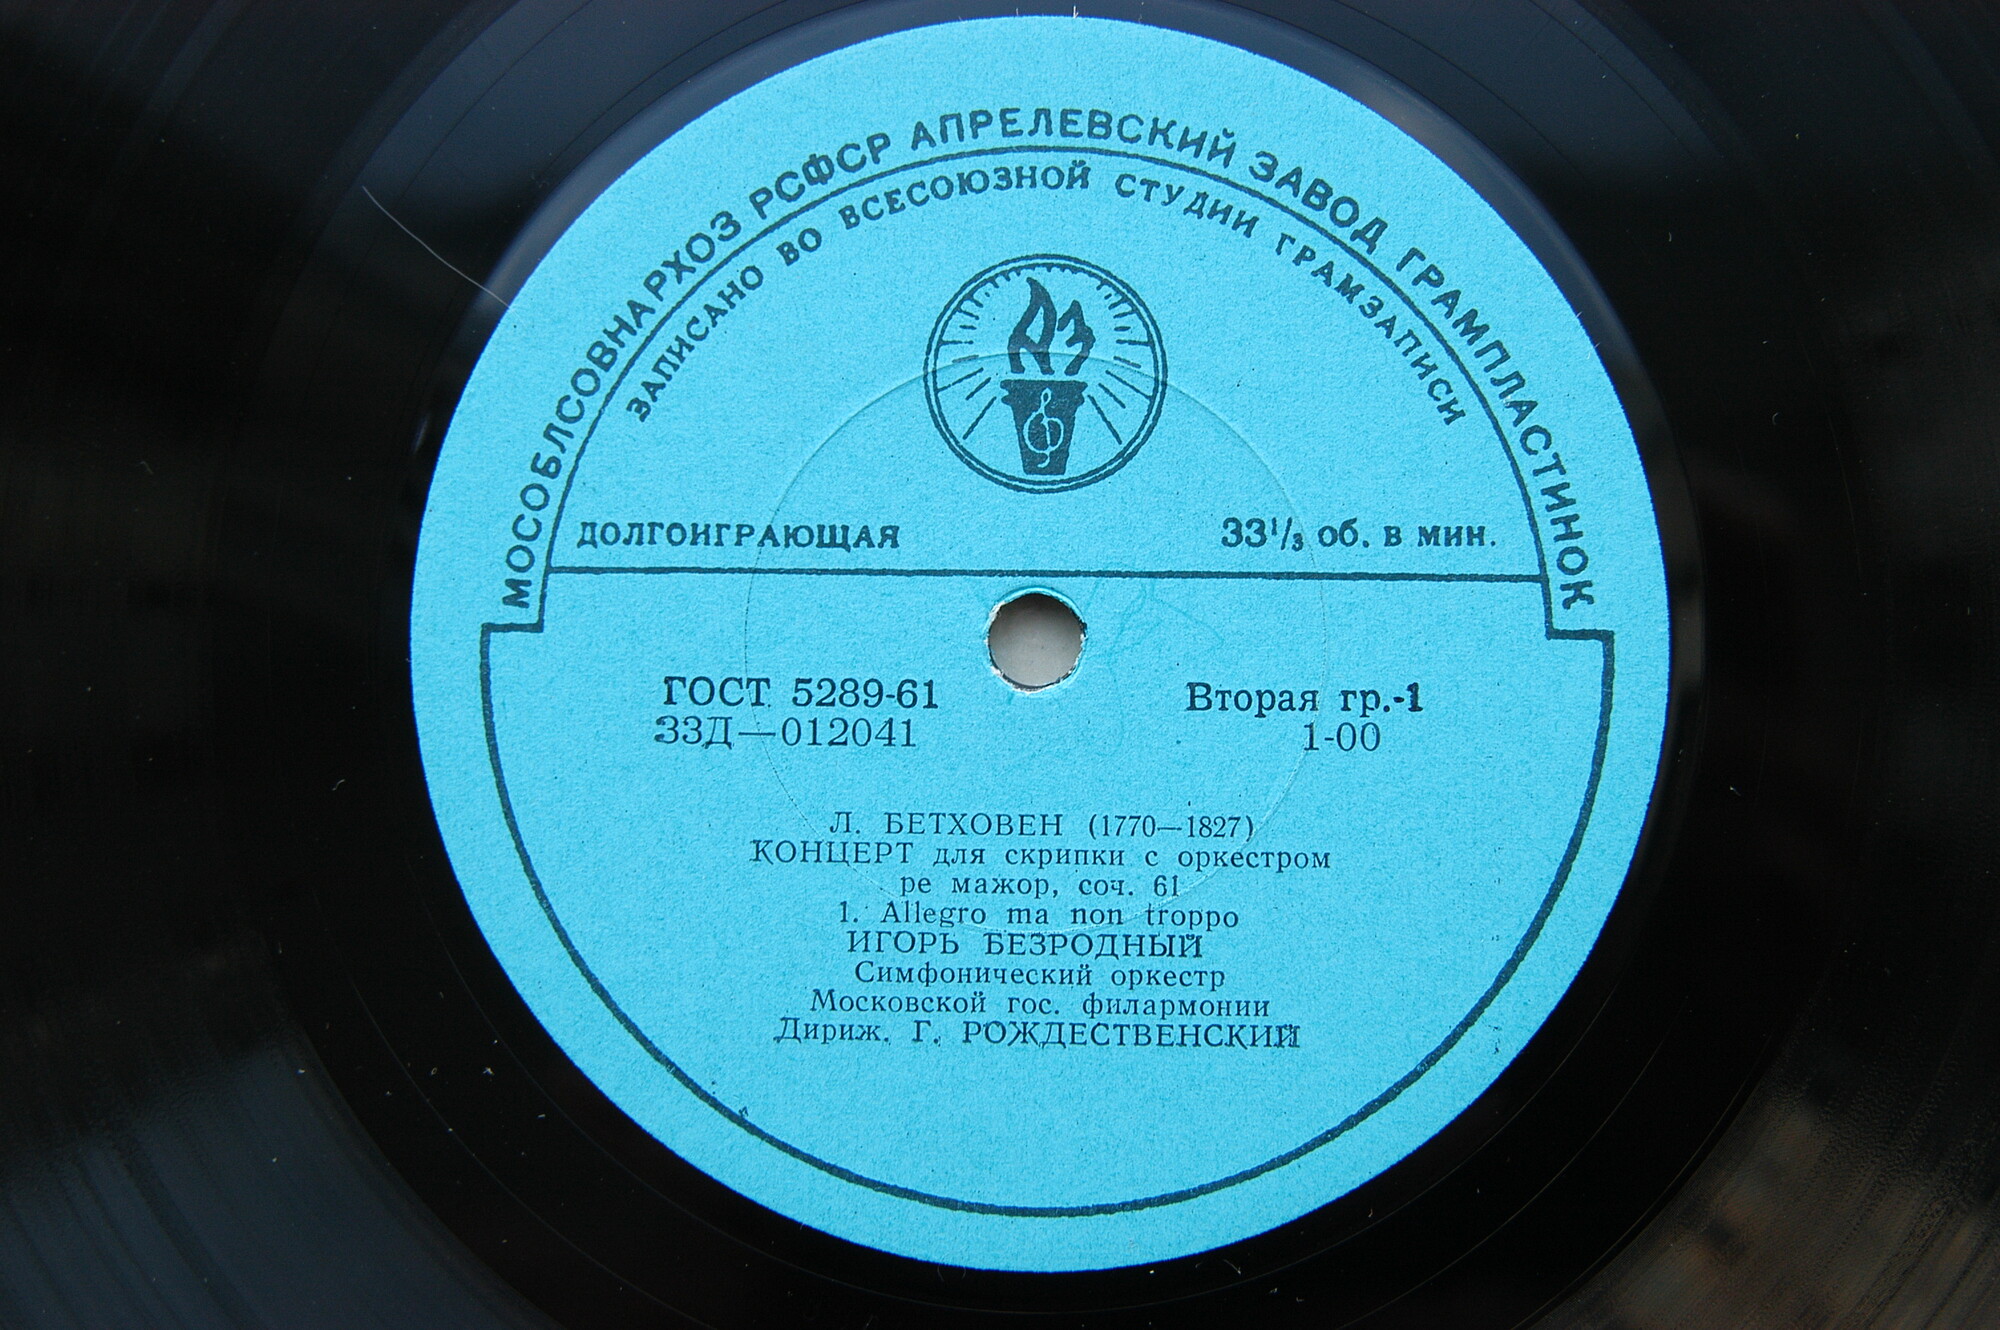 МОСОБЛСОВНАРХОЗ РСФСР АПРЕЛЕВСКИЙ ЗАВОД ГРАМПЛАСТИНОК
ЗАПИСАНО ВО ВСЕСОЮЗНОЙ СТУДИИ ГРАМЗАПИСИ
АЗ
ДОЛГОИГРАЮЩАЯ 33⅓ об. в мин.
ГОСТ 5289-61 Вторая гр.-1
33Д—012041 1-00
Л. БЕТХОВЕН (1770—1827)
КОНЦЕРТ для скрипки с оркестром
ре мажор, соч. 61
1. Allegro ma non troppo
ИГОРЬ БЕЗРОДНЫЙ
Симфонический оркестр
Московской гос. филармонии
Дириж. Г. РОЖДЕСТВЕНСКИЙ